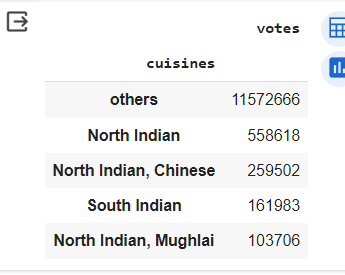 votes
cuisines
others 11572666
North Indian 558618
North Indian, Chinese 259502
South Indian 161983
North Indian, Mughlai 103706